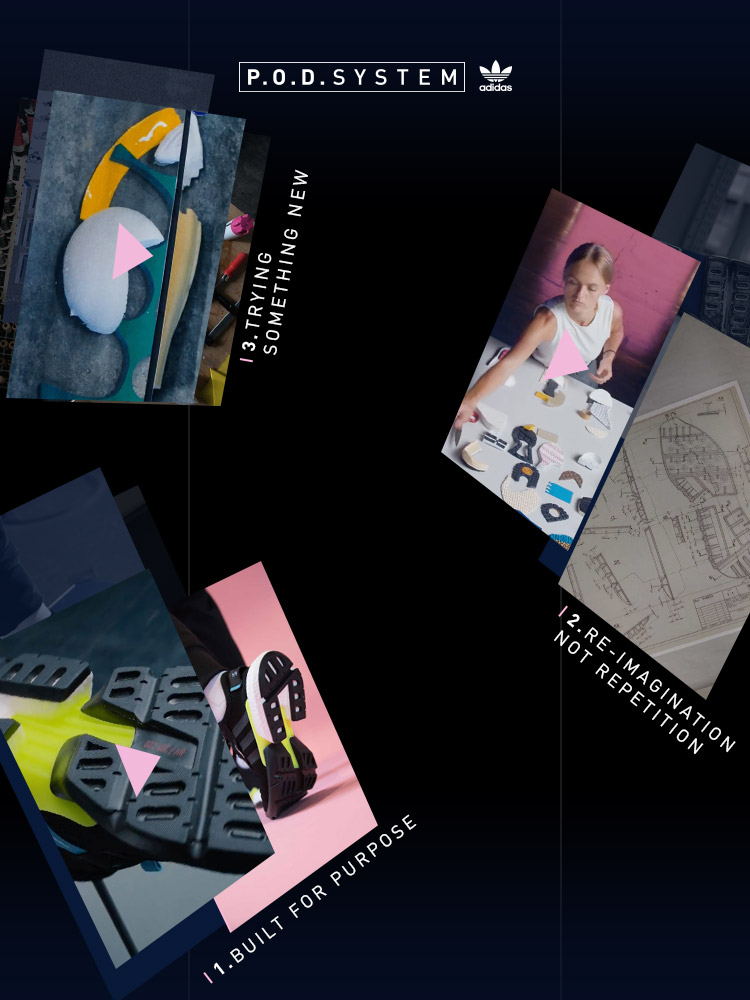 P.O.D.SYSTEM
adidas
3.TRYING
SOMETHING NEW
2.RE-IMAGINATION
NOT REPETITION
1.BUILT FOR PURPOSE